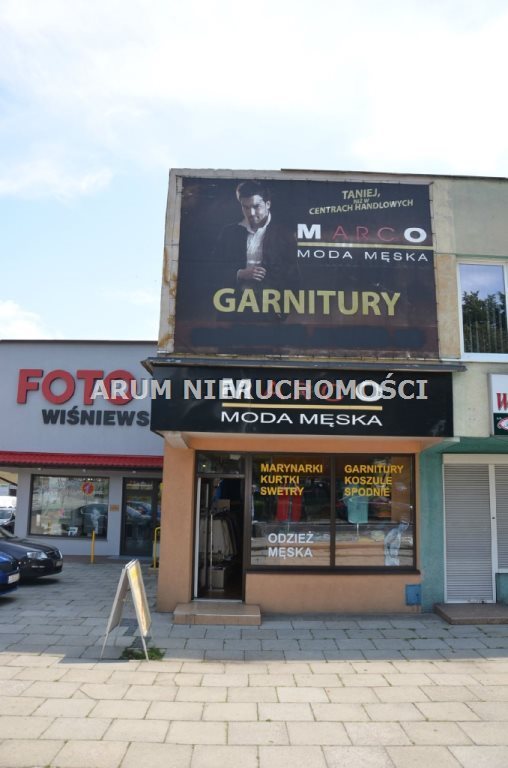 TANIEJ,
NIŻ W
CENTRACH HANDLOWYCH
MARCO
MODA MĘSKA
GARNITURY
FOTO
WIŚNIEWS
ARUM NIERUCHOMOŚCI
MARCO
MODA MĘSKA
MARYNARKI
KURTKI
SWETRY
GARNITURY
KOSZULE
SPODNIE
ODZIEŻ
MĘSKA